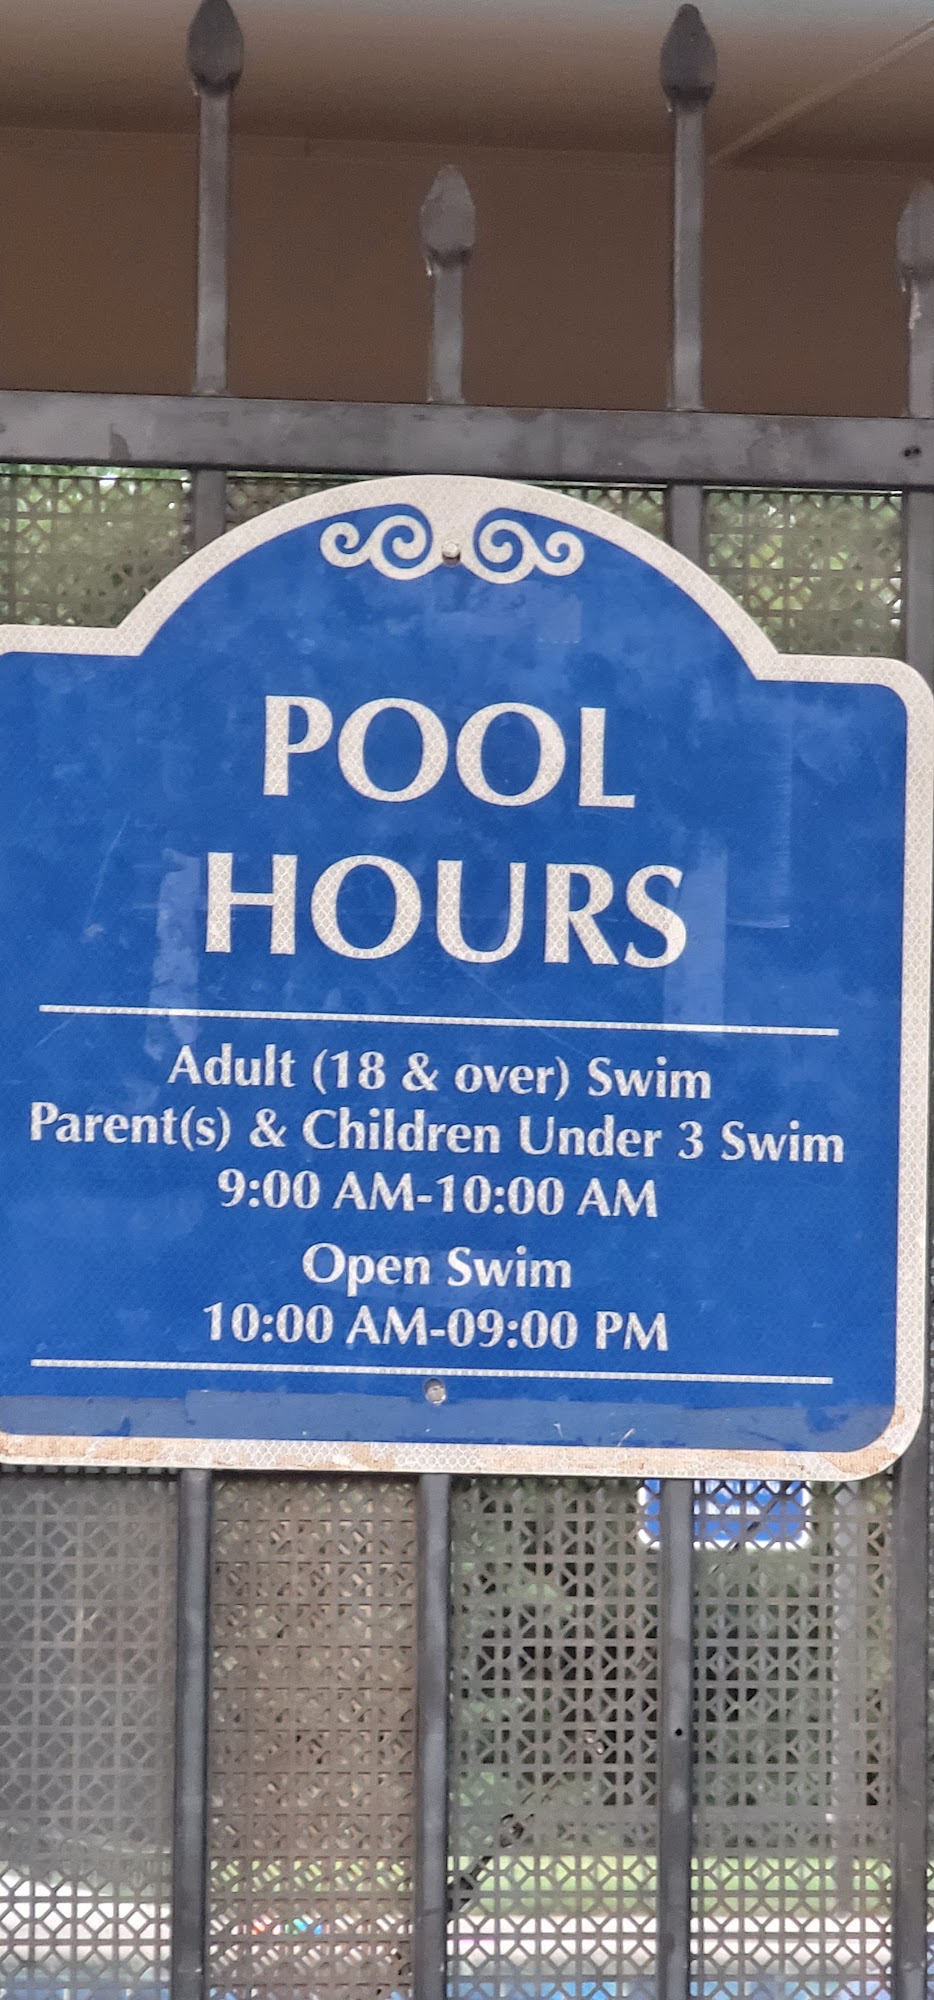 POOL
HOURS
Adult (18 & over) Swim
Parent(s) & Children Under 3 Swim
9:00 AM-10:00 AM
Open Swim
10:00 AM-09:00 PM